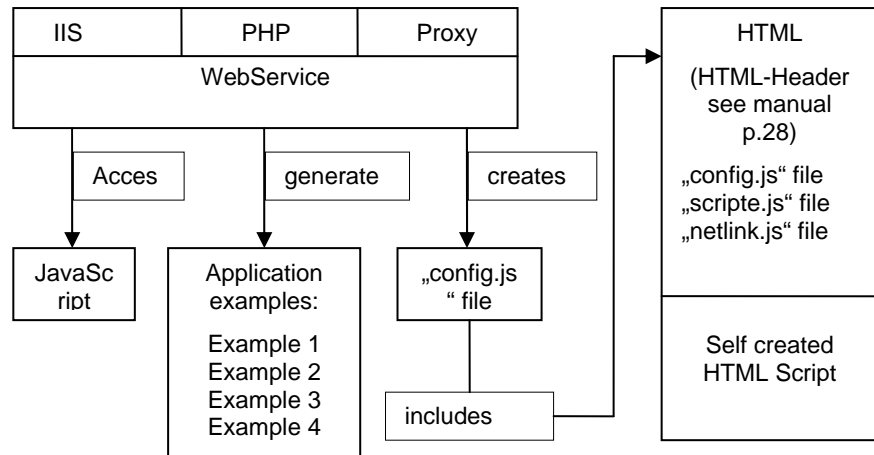 IIS PHP Proxy
WebService
Acces generate creates
JavaSc
ript
Application
examples:
Example 1
Example 2
Example 3
Example 4
„config.js
“ file
includes
HTML
(HTML-Header
see manual
p.28)
„config.js“ file
„scripte.js“ file
„netlink.js“ file
Self created
HTML Script